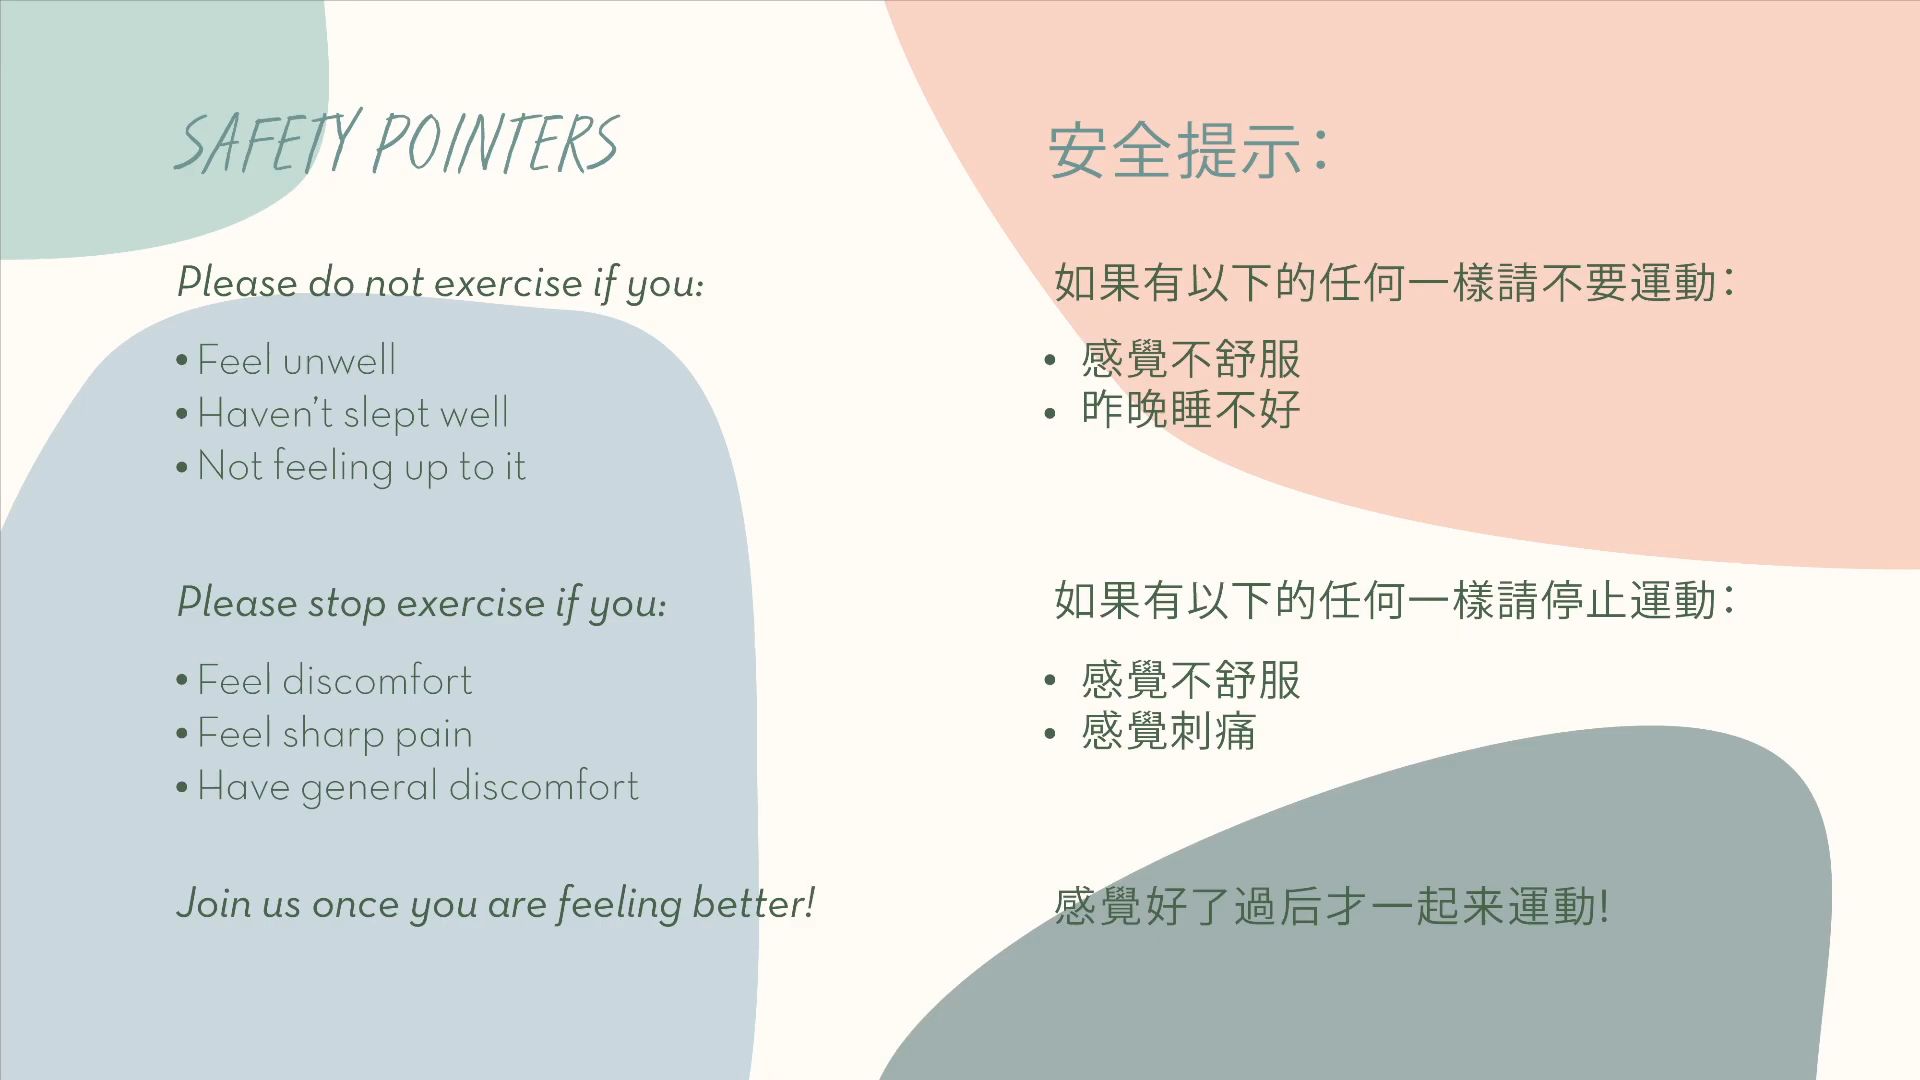 SAFETY POINTERS
Please do not exercise if you:
• Feel unwell
• Haven't slept well
• Not feeling up to it
Please stop exercise if you:
• Feel discomfort
• Feel sharp pain
• Have general discomfort
Join us once you are feeling better!
安全提示：
如果有以下的任何一樣請不要運動：
• 感覺不舒服
• 昨晚睡不好
如果有以下的任何一樣請停止運動：
• 感覺不舒服
• 感覺刺痛
感覺好了過后才一起来運動！